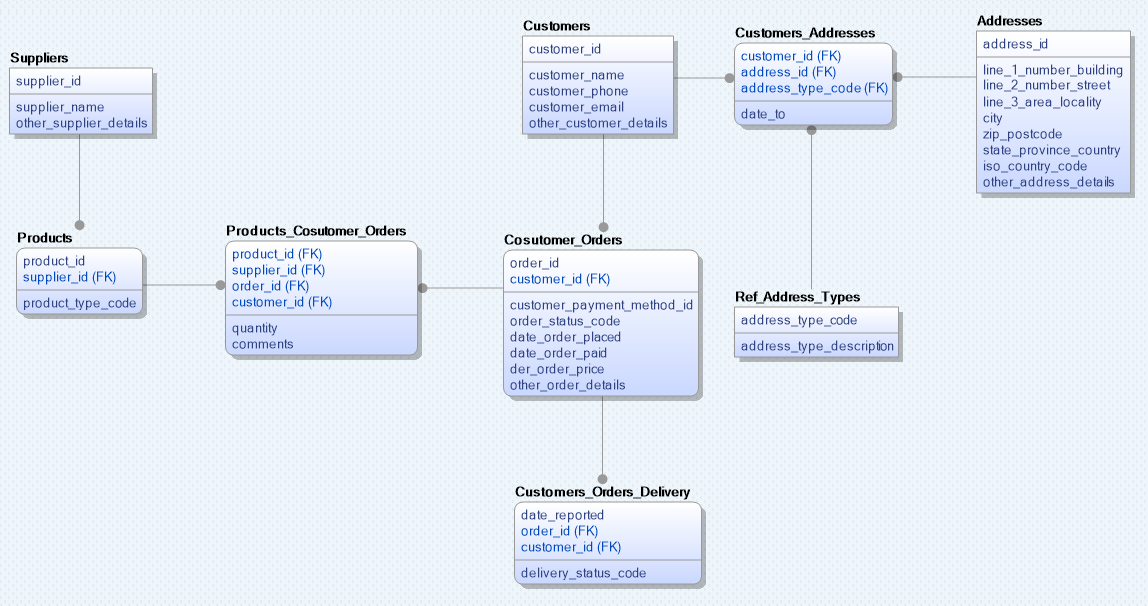 Suppliers
supplier_id
supplier_name
other_supplier_details
Customers
customer_id
customer_name
customer_phone
customer_email
other_customer_details
Customers_Addresses
customer_id (FK)
address_id (FK)
address_type_code (FK)
date_to
Addresses
address_id
line_1_number_building
line_2_number_street
line_3_area_locality
city
zip_postcode
state_province_country
iso_country_code
other_address_details
Products
product_id
supplier_id (FK)
product_type_code
Products_Cosutomer_Orders
product_id (FK)
supplier_id (FK)
order_id (FK)
customer_id (FK)
quantity
comments
Cosutomer_Orders
order_id
customer_id (FK)
customer_payment_method_id
order_status_code
date_order_placed
date_order_paid
der_order_price
other_order_details
Ref_Address_Types
address_type_code
address_type_description
Customers_Orders_Delivery
date_reported
order_id (FK)
customer_id (FK)
delivery_status_code